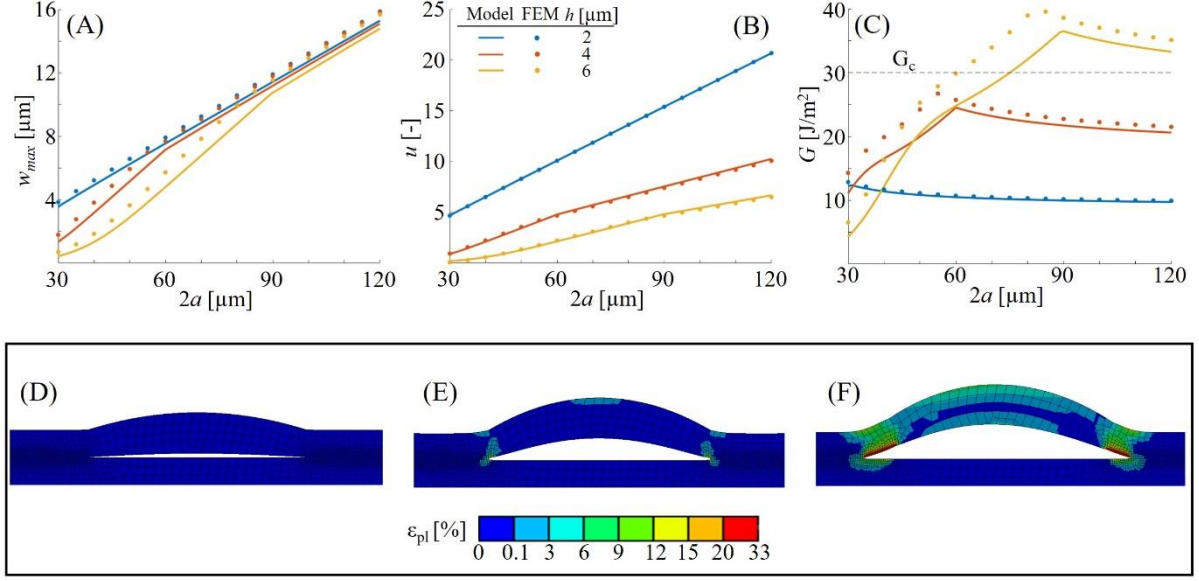 (A)
16
12
8
4
w_max [µm]
30 60 90 120
2a [µm]
(B)
25
20
15
10
5
u [-]
Model FEM h [µm]
2
4
6
30 60 90 120
2a [µm]
(C)
40
30
20
10
G [J/m²]
G_c
30 60 90 120
2a [µm]
(D) (E) (F)
ε_pl [%]
0 0.1 3 6 9 12 15 20 33